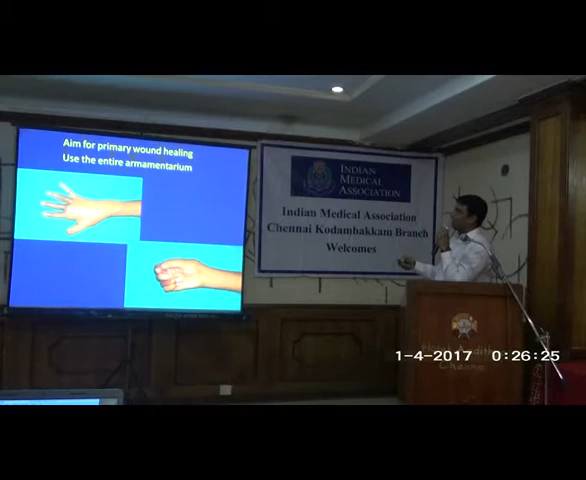 Aim for primary wound healing
Use the entire armamentarium
INDIAN
MEDICAL
ASSOCIATION
Indian Medical Association
Chennai Kodambakkam Branch
Welcomes
1-4-2017 0:26:25
Chennai